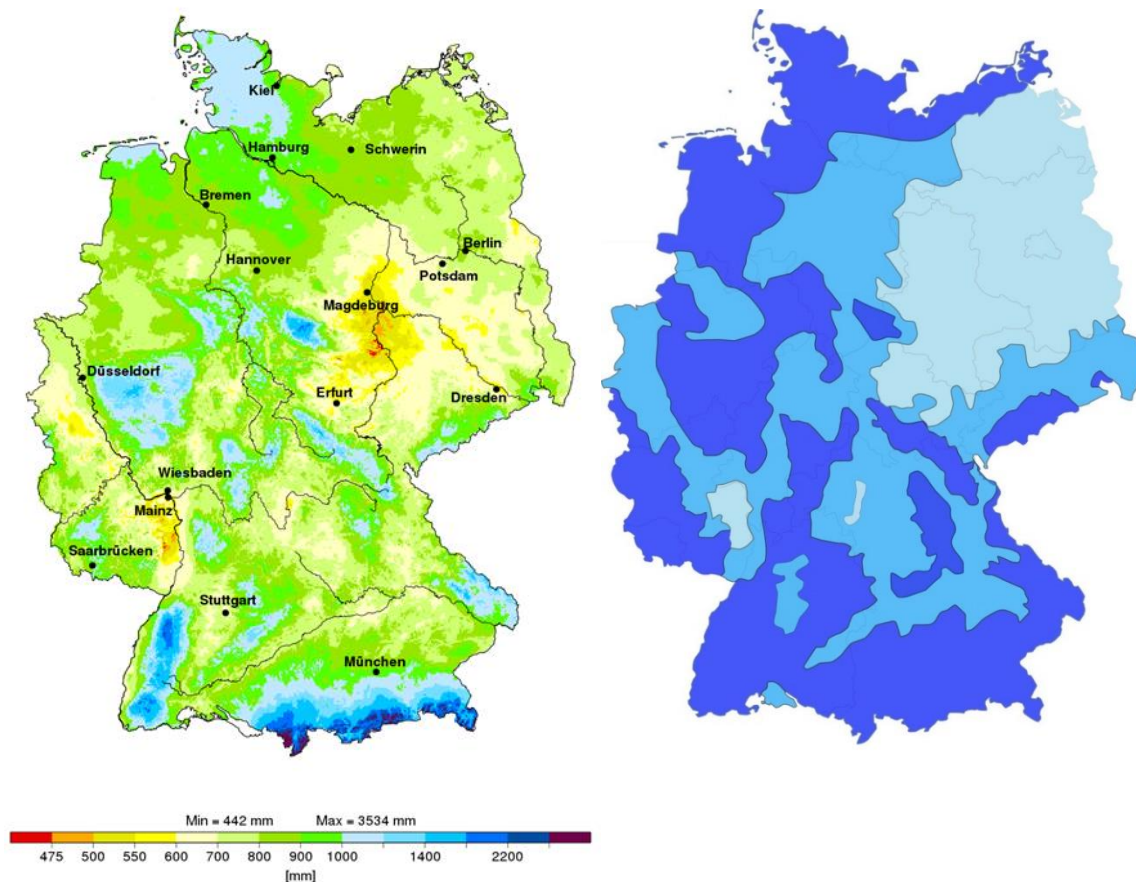 Kiel
Hamburg
Schwerin
Bremen
Berlin
Hannover
Potsdam
Magdeburg
Düsseldorf
Erfurt
Dresden
Wiesbaden
Mainz
Saarbrücken
Stuttgart
München
Min = 442 mm Max = 3534 mm
475 500 550 600 700 800 900 1000 1400 2200
[mm]